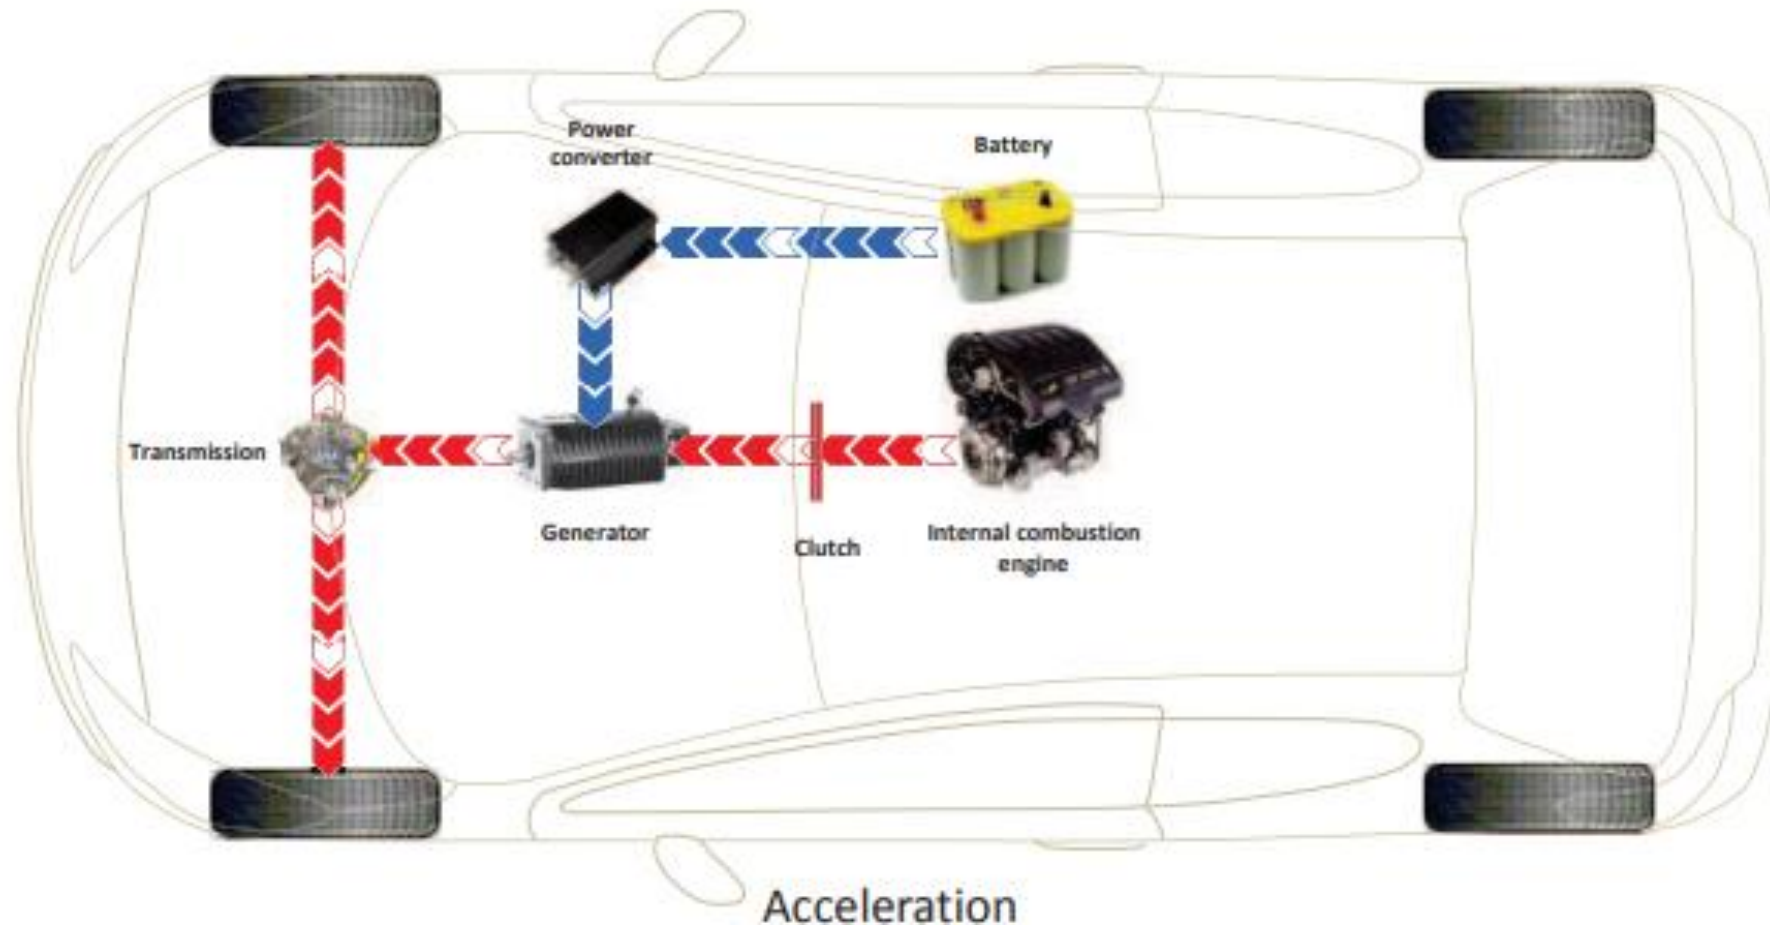 Power
converter
Battery
Transmission
Generator
Clutch
Internal combustion
engine
Acceleration